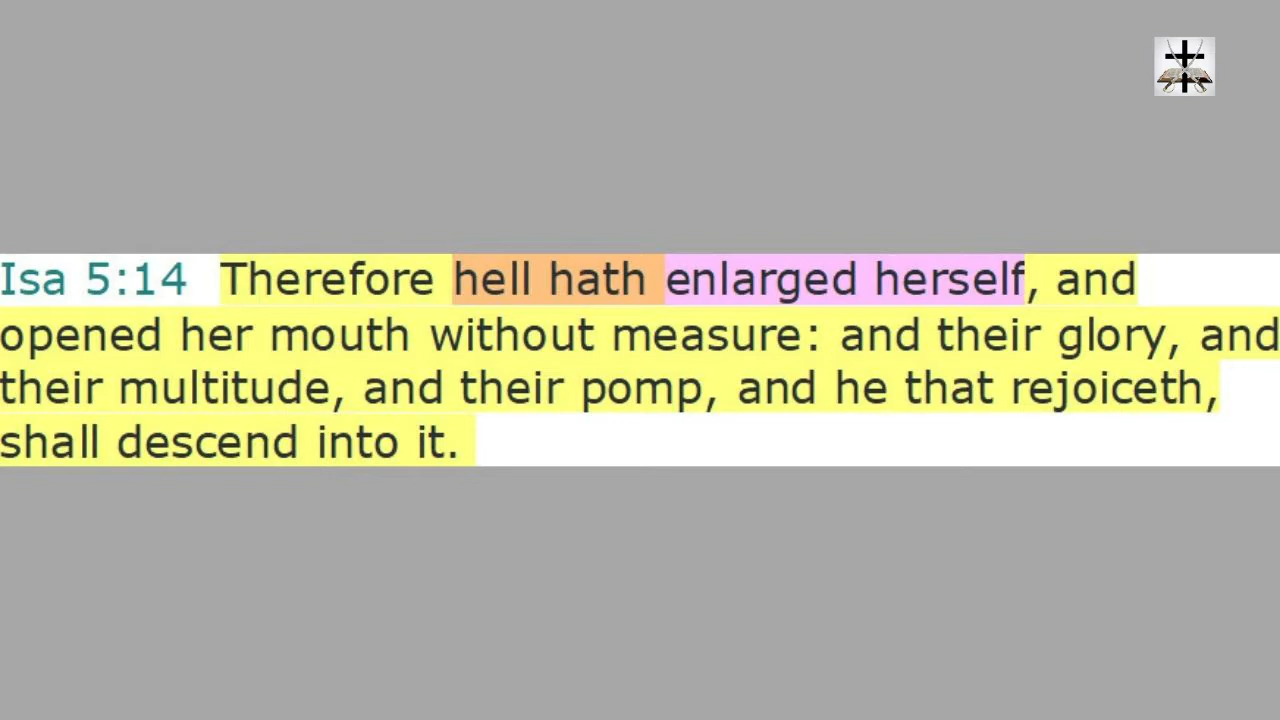 Isa 5:14 Therefore hell hath enlarged herself, and
opened her mouth without measure: and their glory, and
their multitude, and their pomp, and he that rejoiceth,
shall descend into it.